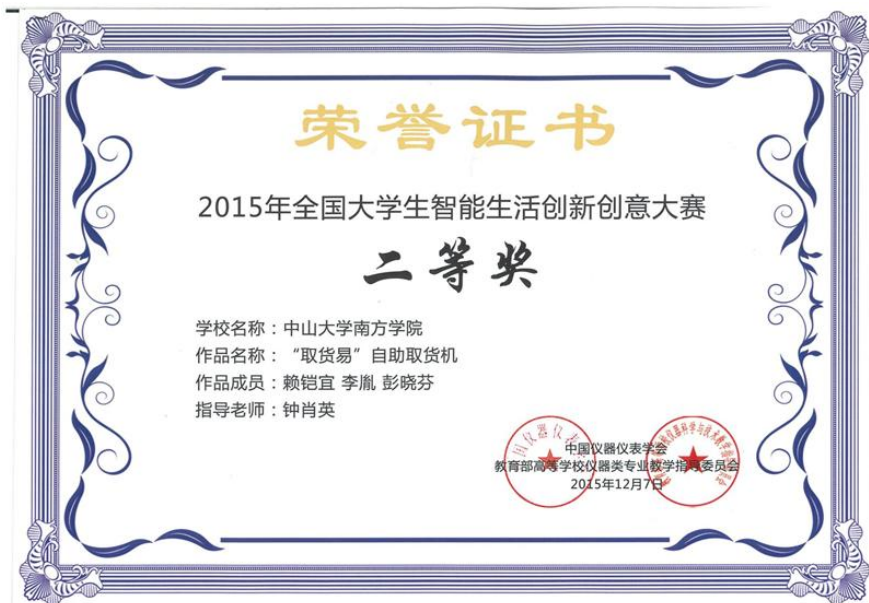 荣誉证书
2015年全国大学生智能生活创新创意大赛
二等奖
学校名称：中山大学南方学院
作品名称：“取货易”自助取货机
作品成员：赖铠宜 李胤 彭晓芬
指导老师：钟肖英
中国仪器仪表学会
教育部高等学校仪器类专业教学指导委员会
2015年12月7日